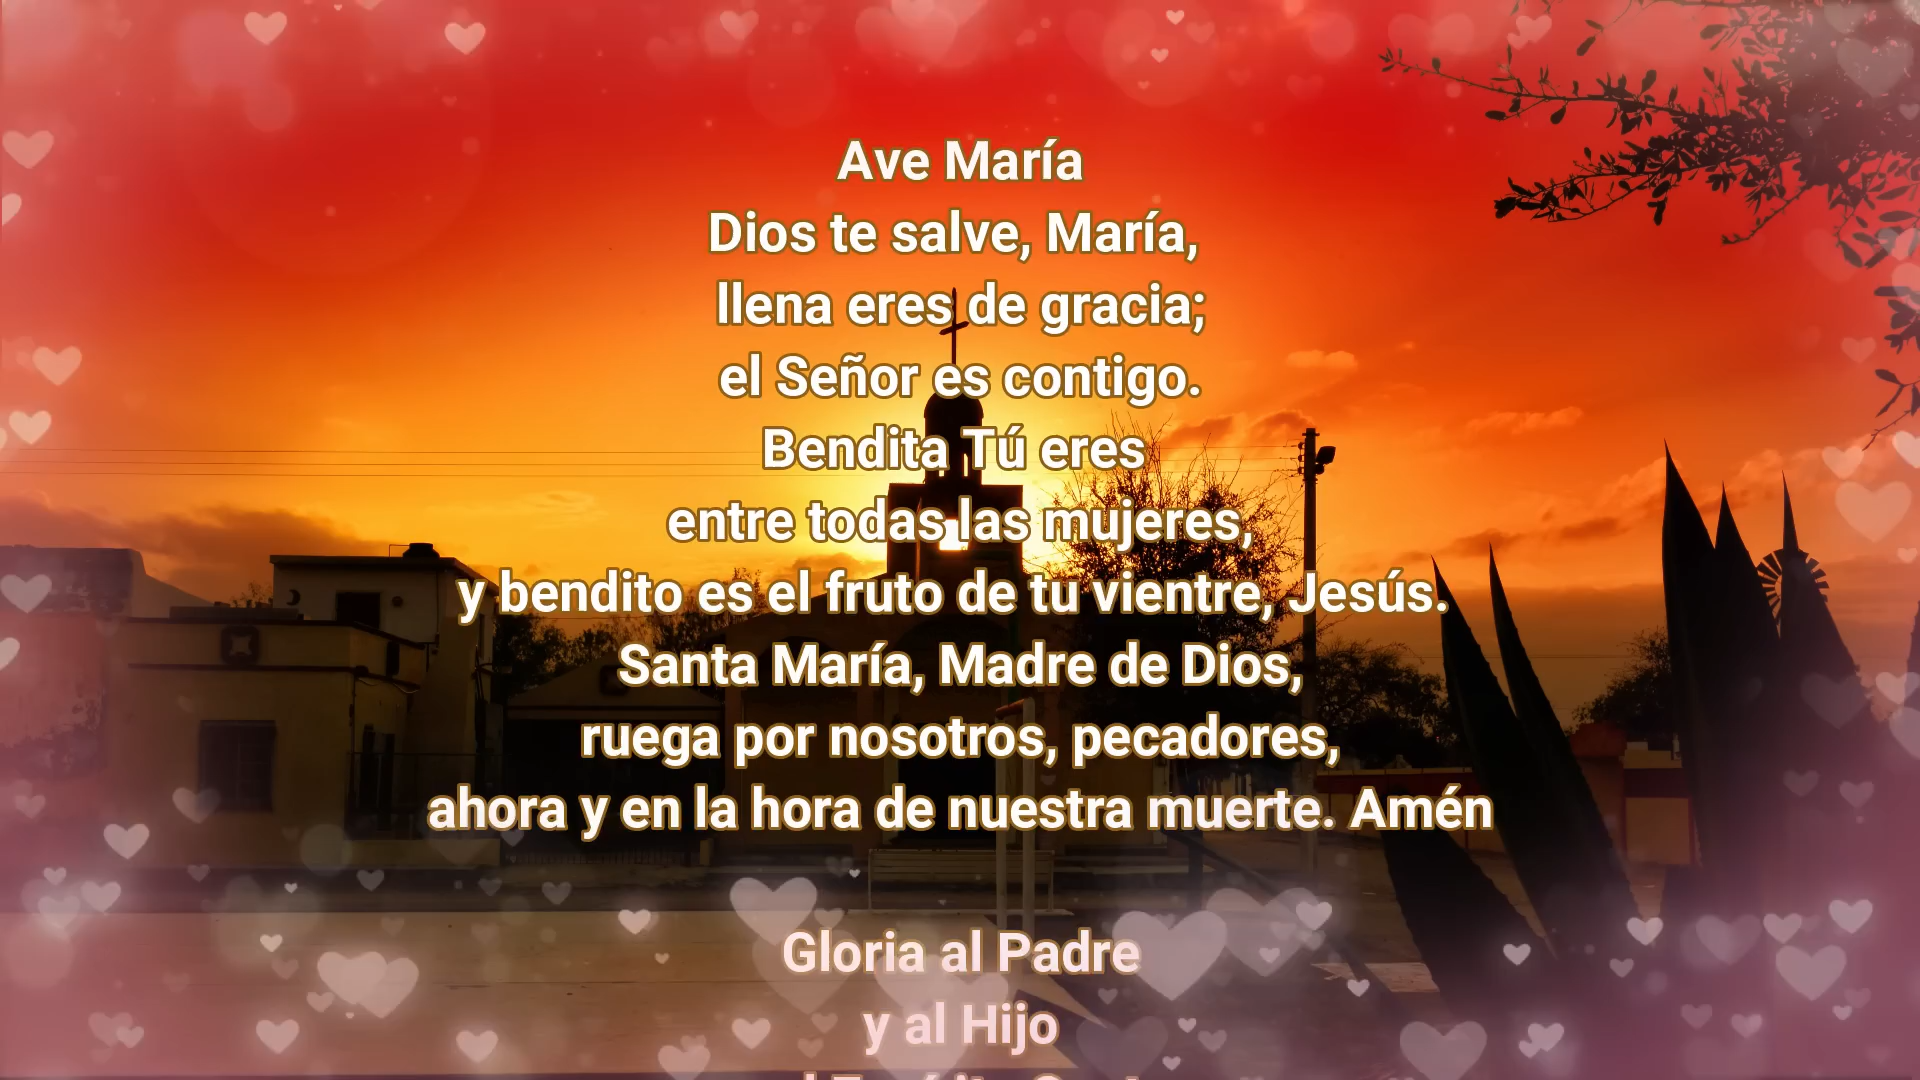 Ave María
Dios te salve, María,
llena eres de gracia;
el Señor es contigo.
Bendita Tú eres
entre todas las mujeres,
y bendito es el fruto de tu vientre, Jesús.
Santa María, Madre de Dios,
ruega por nosotros, pecadores,
ahora y en la hora de nuestra muerte. Amén
Gloria al Padre
y al Hijo